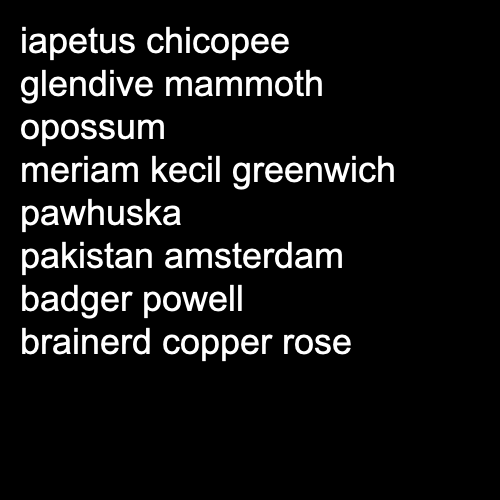 iapetus chicopee
glendive mammoth
opossum
meriam kecil greenwich
pawhuska
pakistan amsterdam
badger powell
brainerd copper rose